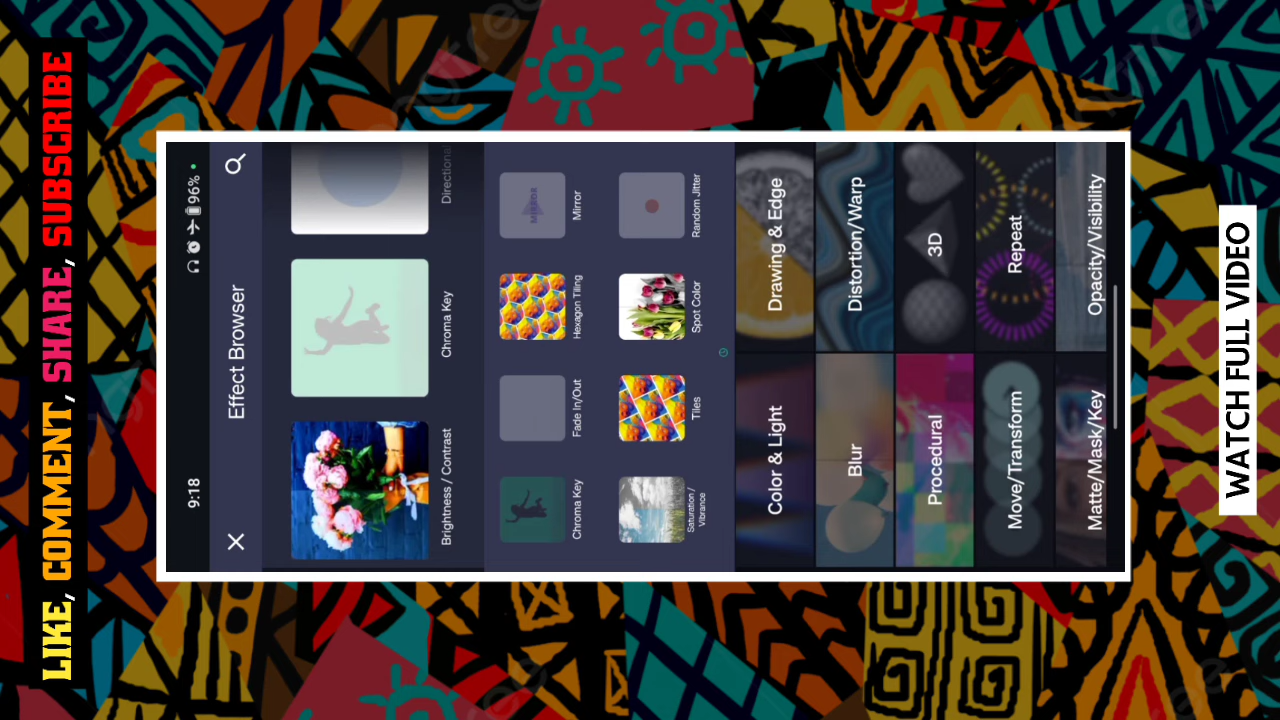 LIKE, COMMENT, SHARE, SUBSCRIBE
9:18
96%
Effect Browser
Brightness / Contrast
Chroma Key
Directional
Chroma Key
Fade In/Out
Hexagon Tiling
Mirror
MIRROR
Saturation /
Vibrance
Tiles
Spot Color
Random Jitter
Color & Light
Drawing & Edge
Blur
Distortion/Warp
Procedural
3D
Move/Transform
Repeat
Matte/Mask/Key
Opacity/Visibility
WATCH FULL VIDEO